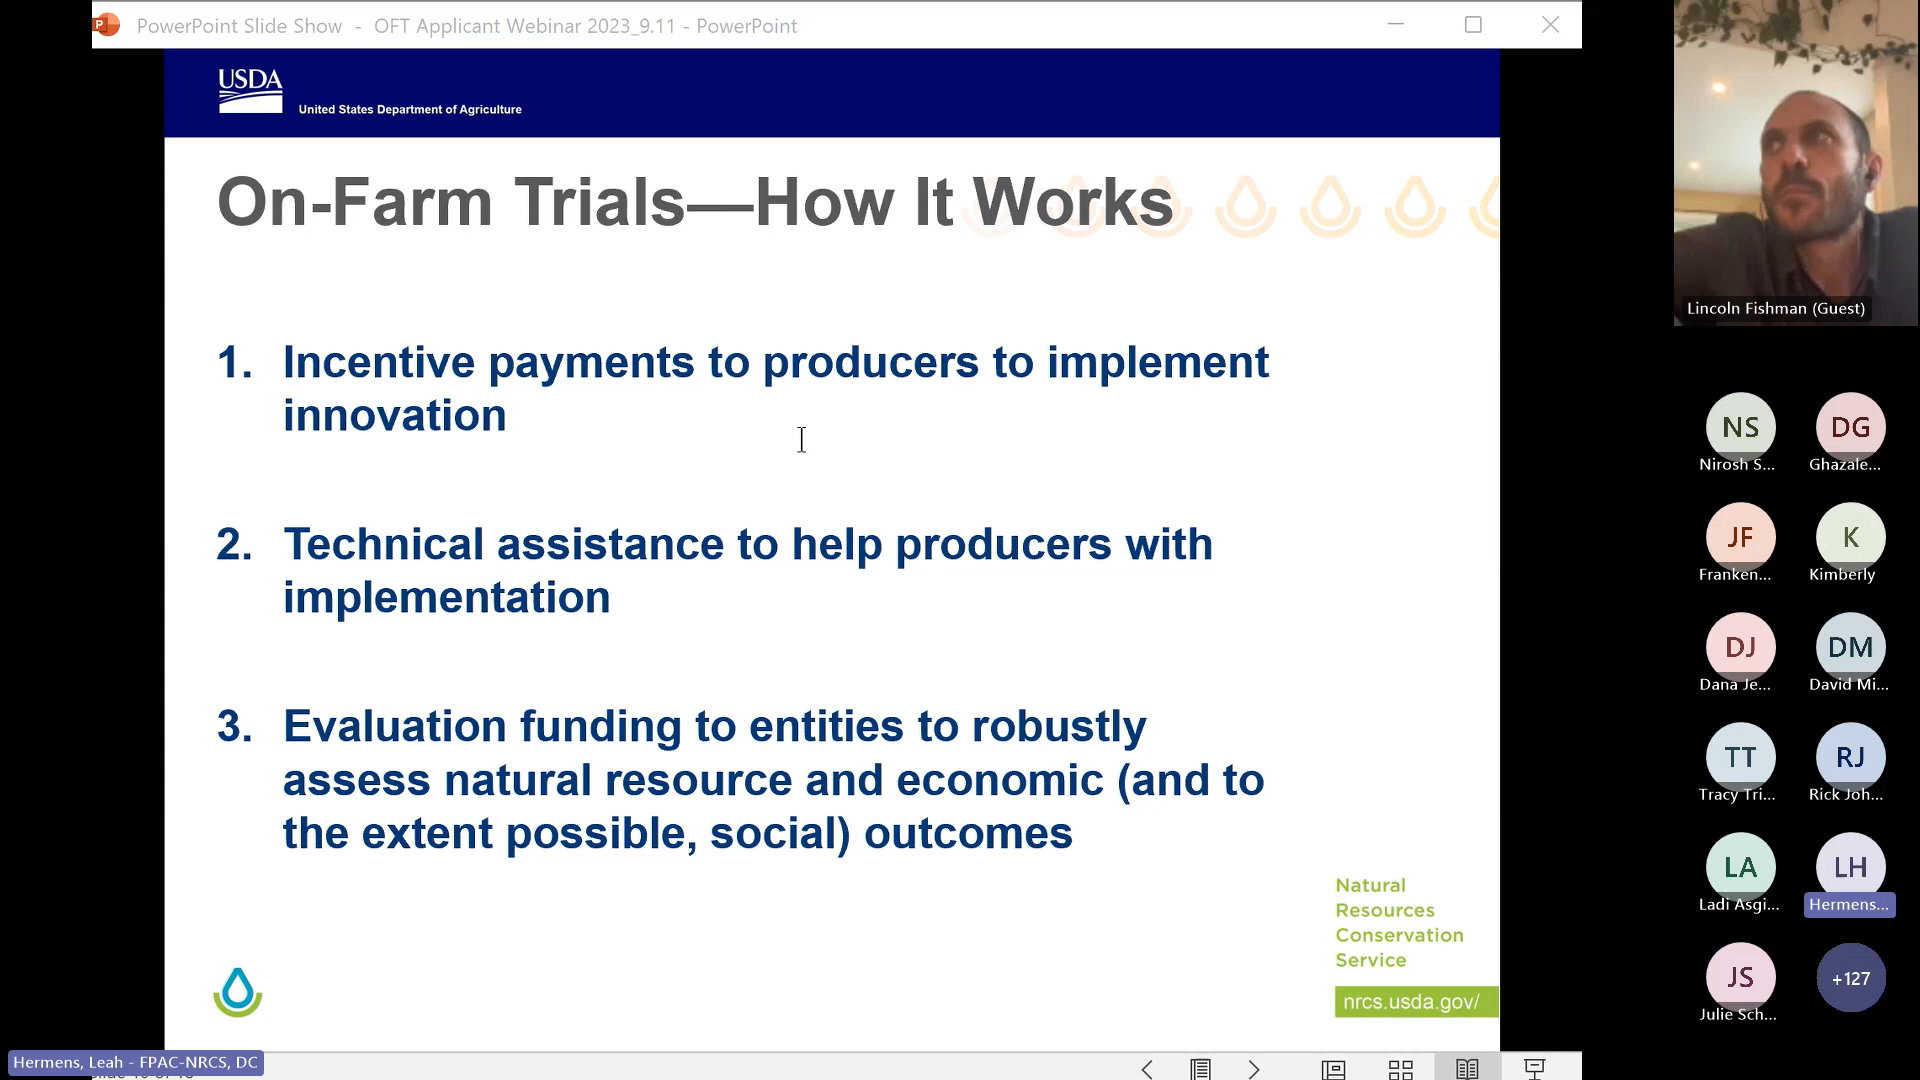 PowerPoint Slide Show - OFT Applicant Webinar 2023_9.11 - PowerPoint
USDA
United States Department of Agriculture
On-Farm Trials—How It Works
1. Incentive payments to producers to implement
innovation
2. Technical assistance to help producers with
implementation
3. Evaluation funding to entities to robustly
assess natural resource and economic (and to
the extent possible, social) outcomes
Natural
Resources
Conservation
Service
nrcs.usda.gov/
Hermens, Leah - FPAC-NRCS, DC
Lincoln Fishman (Guest)
NS
DG
Nirosh S...
Ghazale...
JF
K
Franken...
Kimberly
DJ
DM
Dana Je...
David Mi...
TT
RJ
Tracy Tri...
Rick Joh...
LA
LH
Ladi Asgi...
Hermens...
JS
+127
Julie Sch...